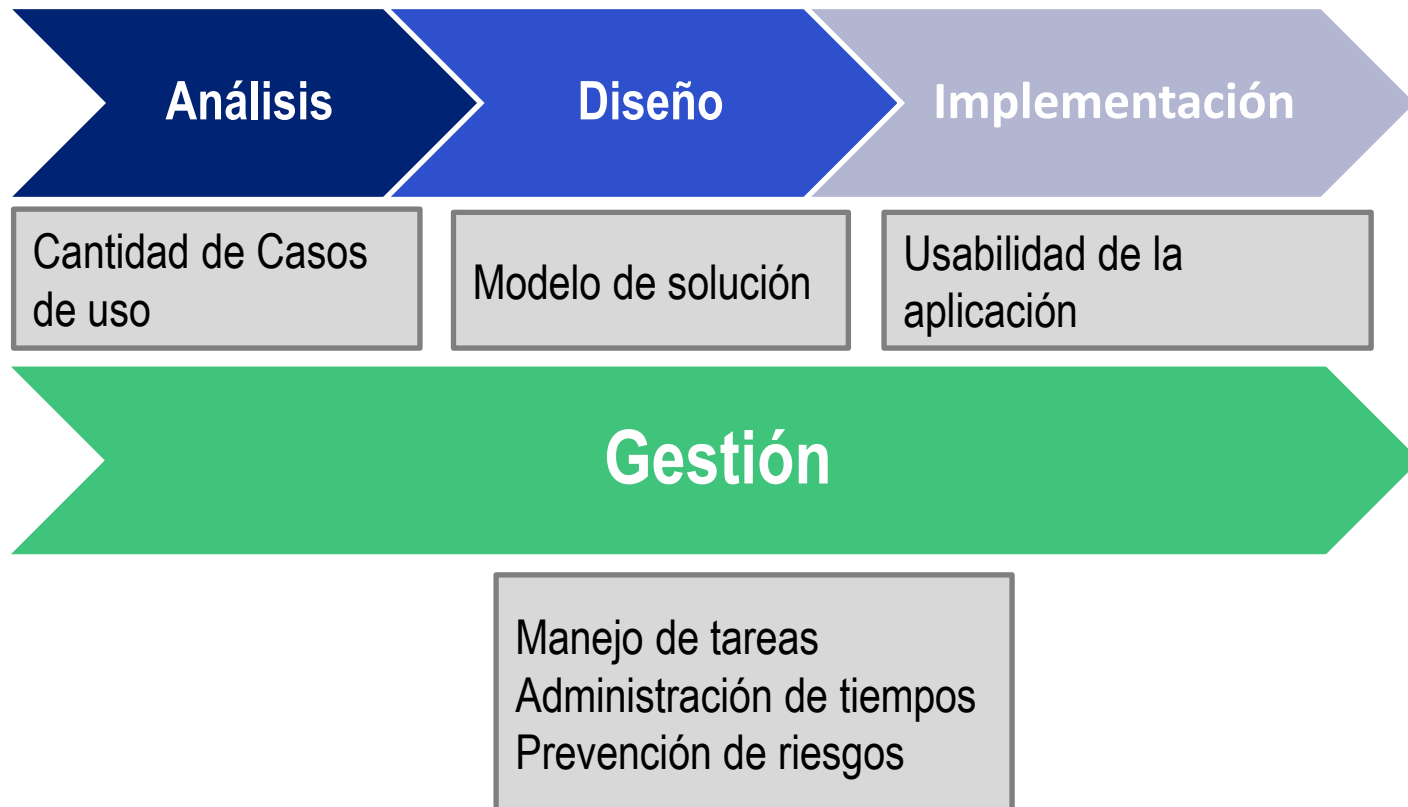 Análisis
Diseño
Implementación
Cantidad de Casos
de uso
Modelo de solución
Usabilidad de la
aplicación
Gestión
Manejo de tareas
Administración de tiempos
Prevención de riesgos